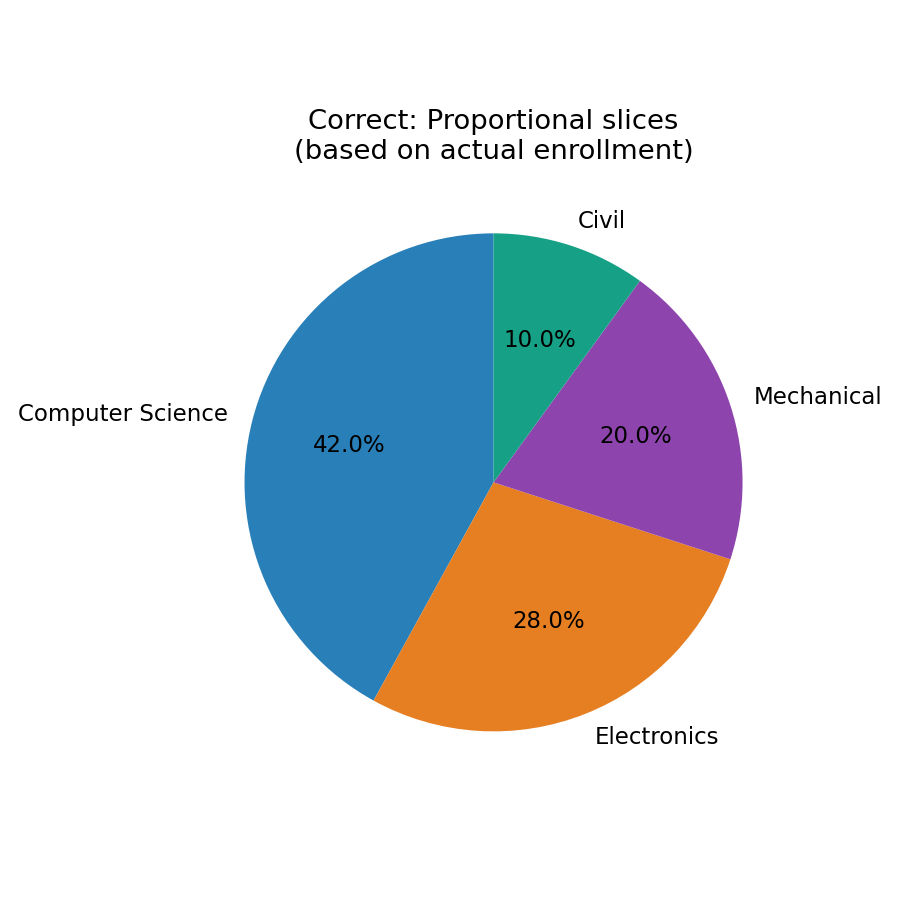 Correct: Proportional slices
(based on actual enrollment)
Civil
10.0%
Mechanical
20.0%
Computer Science
42.0%
28.0%
Electronics